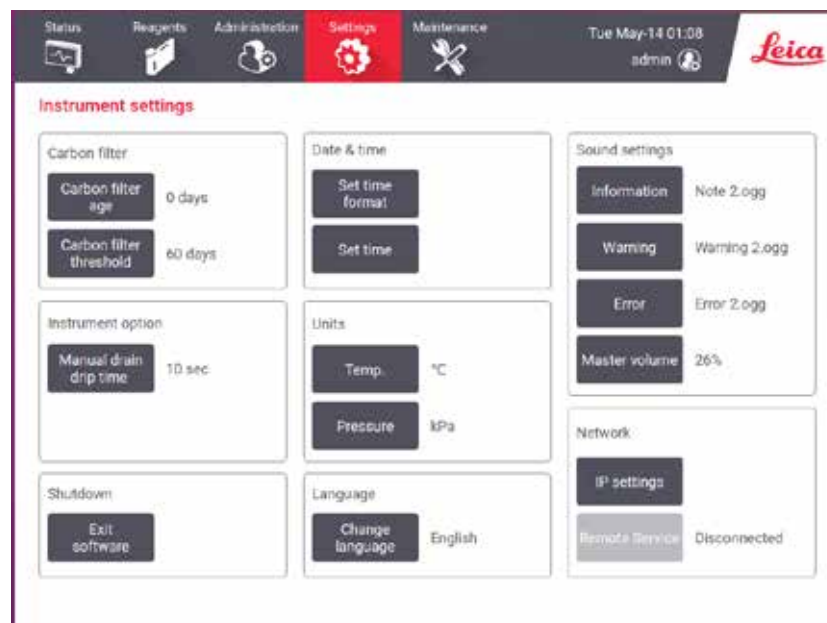 Status
Reagents
Administration
Settings
Maintenance
Tue May-14 01:08
admin
Leica
Instrument settings
Carbon filter
Carbon filter
age
0 days
Carbon filter
threshold
60 days
Date & time
Set time
format
Set time
Sound settings
Information
Note 2.ogg
Warning
Warning 2.ogg
Error
Error 2.ogg
Master volume
26%
Instrument option
Manual drain
drip time
10 sec
Units
Temp.
°C
Pressure
kPa
Network
IP settings
Remote Service
Disconnected
Shutdown
Exit
software
Language
Change
language
English